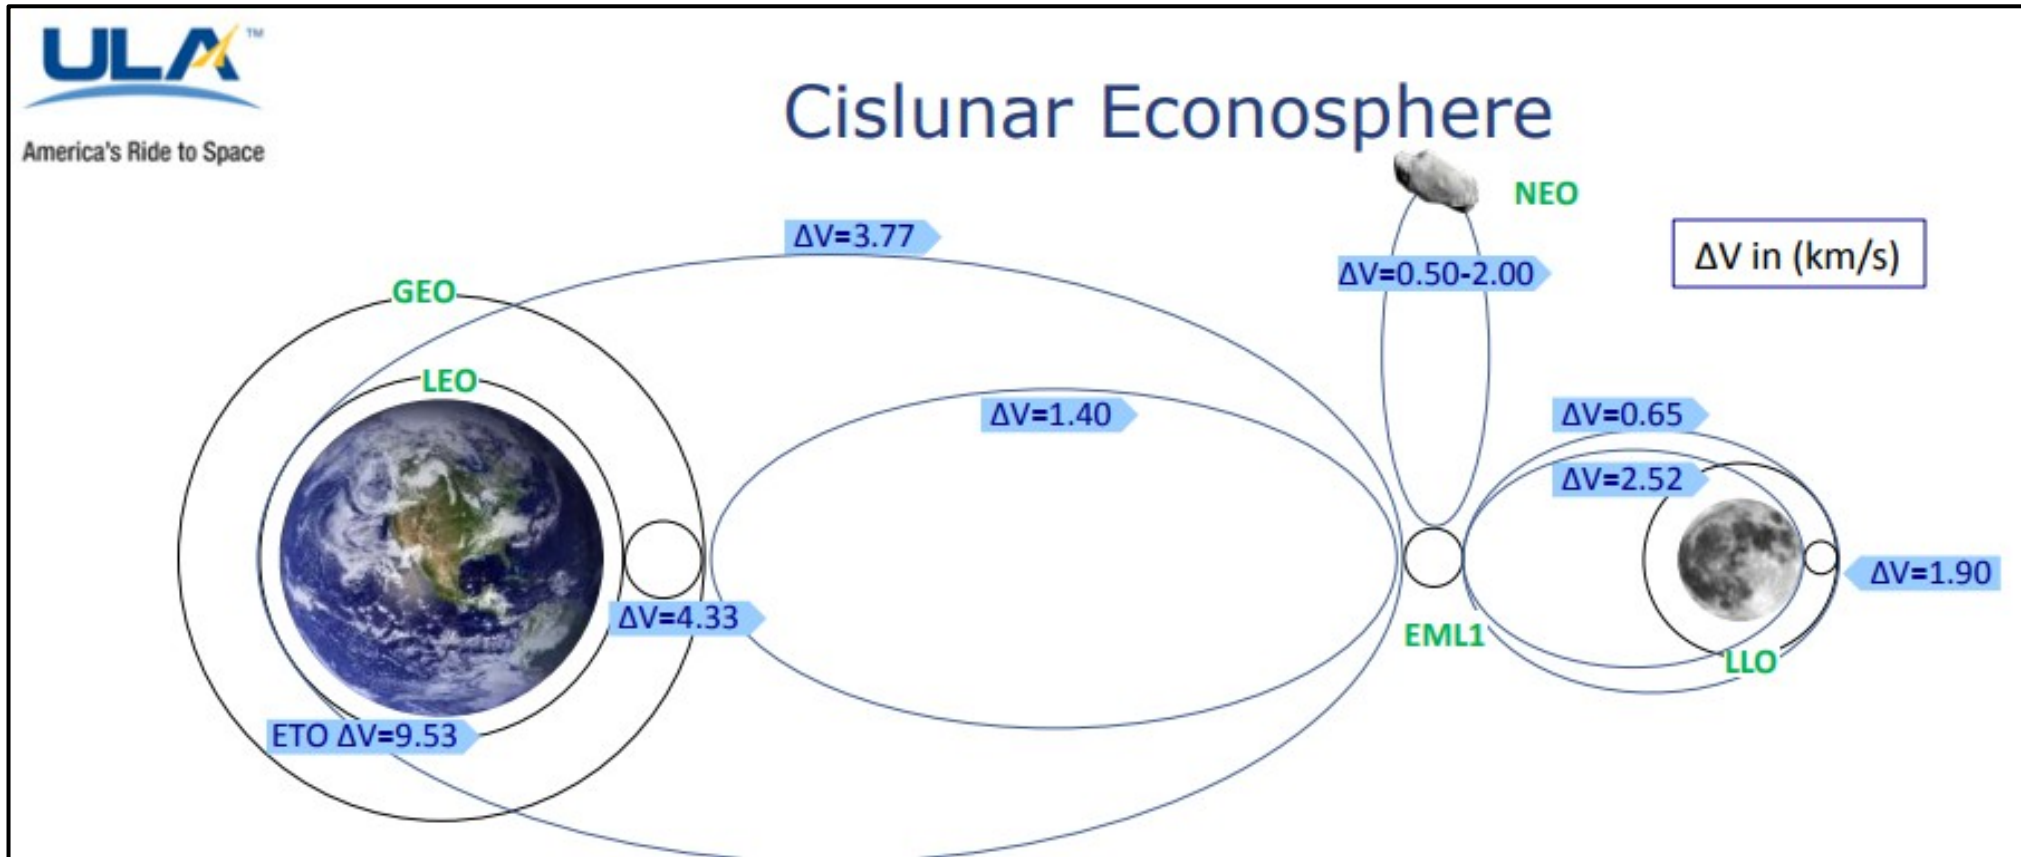 ULA™
America's Ride to Space
Cislunar Econosphere
NEO
ΔV in (km/s)
ΔV=3.77
ΔV=0.50-2.00
GEO
LEO
ΔV=1.40
ΔV=0.65
ΔV=2.52
ΔV=1.90
ΔV=4.33
EML1
LLO
ETO ΔV=9.53